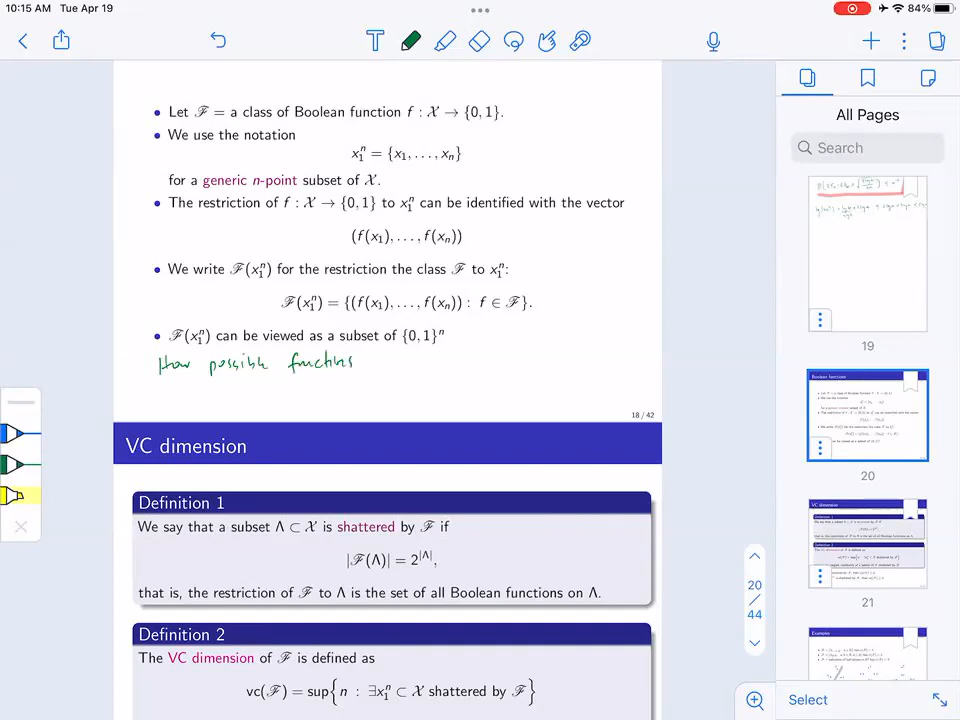 10:15 AM Tue Apr 19
84%
All Pages
Search
• Let ℱ = a class of Boolean function f : 𝒳 → {0, 1}.
• We use the notation
x₁ⁿ = {x₁, . . . , xₙ}
for a generic n-point subset of 𝒳.
• The restriction of f : 𝒳 → {0, 1} to x₁ⁿ can be identified with the vector
(f(x₁), . . . , f(xₙ))
• We write ℱ(x₁ⁿ) for the restriction the class ℱ to x₁ⁿ:
ℱ(x₁ⁿ) = {(f(x₁), . . . , f(xₙ)) : f ∈ ℱ}.
• ℱ(x₁ⁿ) can be viewed as a subset of {0, 1}ⁿ
How possible functions
18 / 42
VC dimension
Definition 1
We say that a subset Λ ⊂ 𝒳 is shattered by ℱ if
|ℱ(Λ)| = 2^|Λ|,
that is, the restriction of ℱ to Λ is the set of all Boolean functions on Λ.
Definition 2
The VC dimension of ℱ is defined as
vc(ℱ) = sup{n : ∃x₁ⁿ ⊂ 𝒳 shattered by ℱ}
20
/
44
19
Boolean functions
20
VC dimension
21
Examples
Select